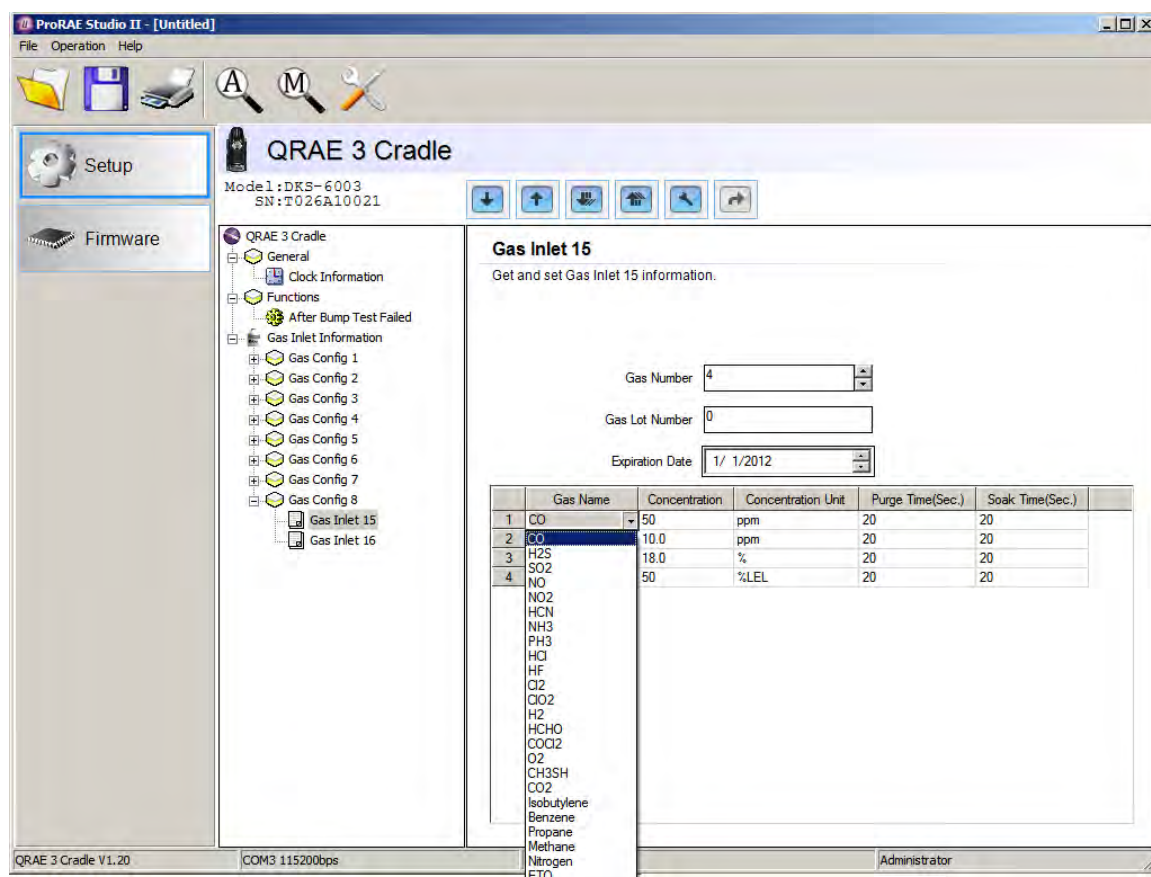 ProRAE Studio II - [Untitled]
File Operation Help
A M
Setup
Firmware
QRAE 3 Cradle
Model:DKS-6003
SN:T026A10021
QRAE 3 Cradle
General
Clock Information
Functions
After Bump Test Failed
Gas Inlet Information
Gas Config 1
Gas Config 2
Gas Config 3
Gas Config 4
Gas Config 5
Gas Config 6
Gas Config 7
Gas Config 8
Gas Inlet 15
Gas Inlet 16
Gas Inlet 15
Get and set Gas Inlet 15 information.
Gas Number 4
Gas Lot Number 0
Expiration Date 1/ 1/2012
Gas Name Concentration Concentration Unit Purge Time(Sec.) Soak Time(Sec.)
1 CO 50 ppm 20 20
2 10.0 ppm 20 20
3 18.0 % 20 20
4 50 %LEL 20 20
CO
H2S
SO2
NO
NO2
HCN
NH3
PH3
HCl
HF
Cl2
ClO2
H2
HCHO
COCl2
O2
CH3SH
CO2
Isobutylene
Benzene
Propane
Methane
Nitrogen
ETO
QRAE 3 Cradle V1.20
COM3 115200bps
Administrator